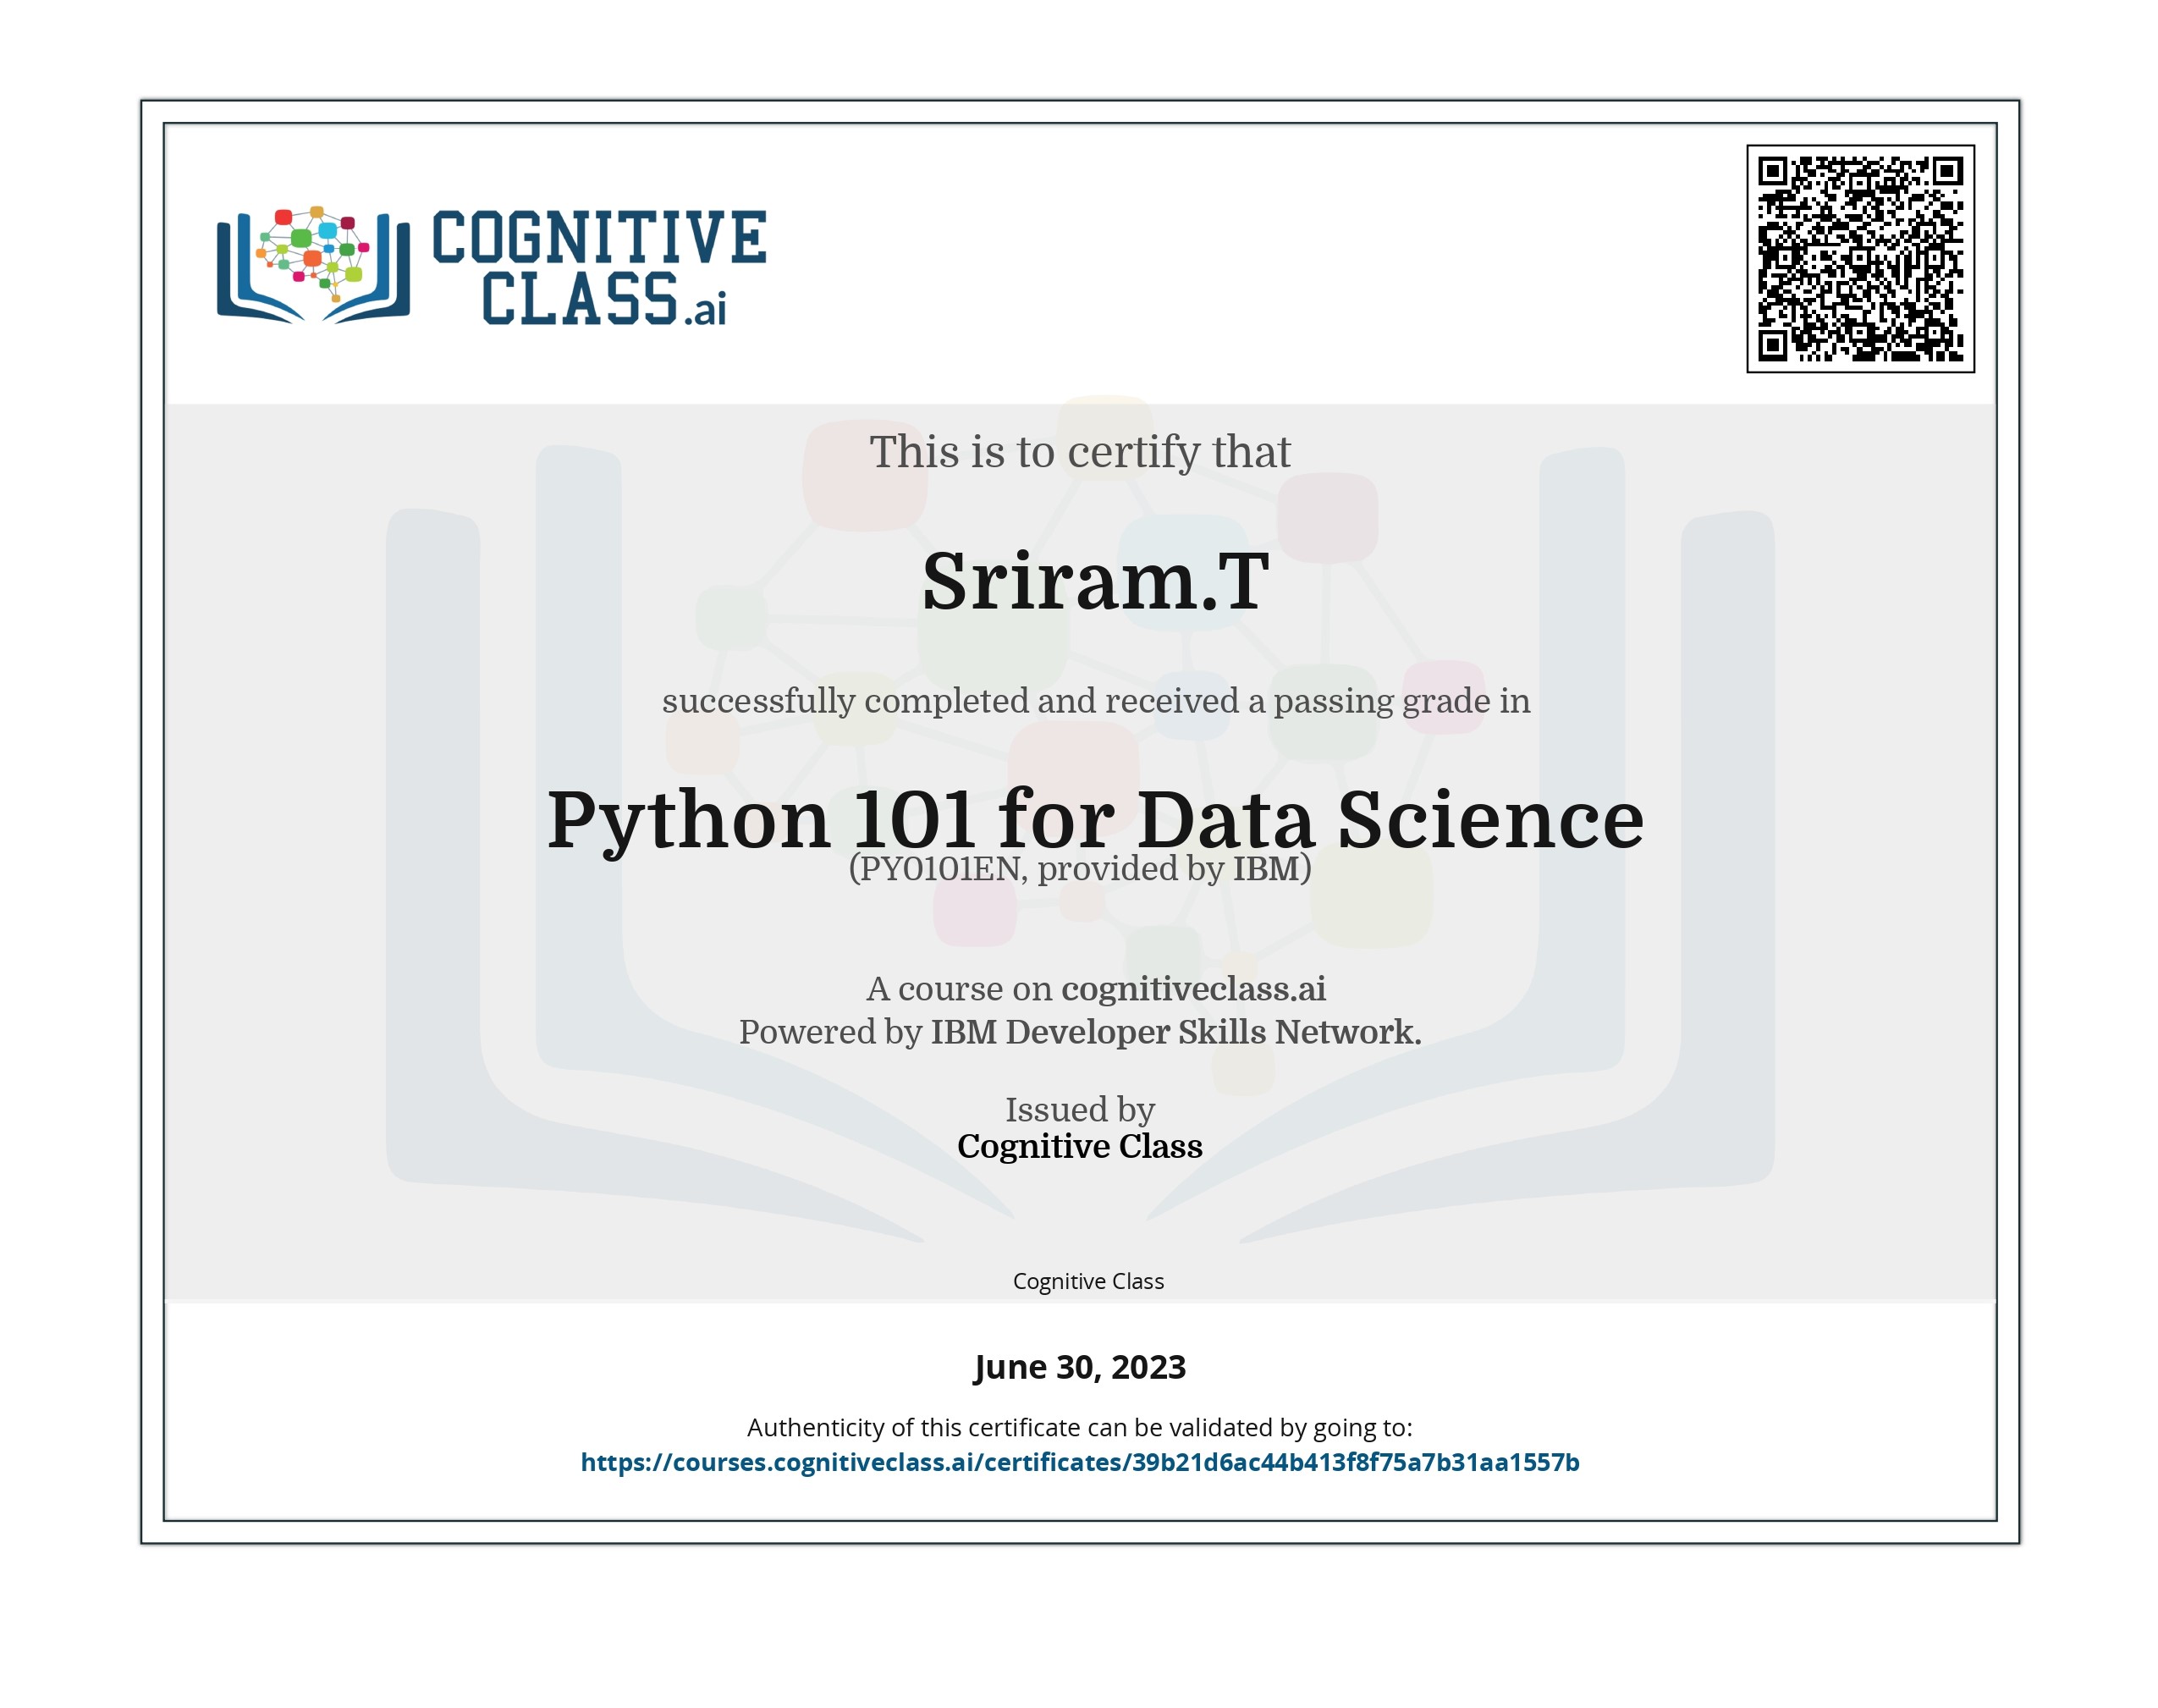 COGNITIVE
CLASS.ai
This is to certify that
Sriram.T
successfully completed and received a passing grade in
Python 101 for Data Science
(PY0101EN, provided by IBM)
A course on cognitiveclass.ai
Powered by IBM Developer Skills Network.
Issued by
Cognitive Class
Cognitive Class
June 30, 2023
Authenticity of this certificate can be validated by going to:
https://courses.cognitiveclass.ai/certificates/39b21d6ac44b413f8f75a7b31aa1557b